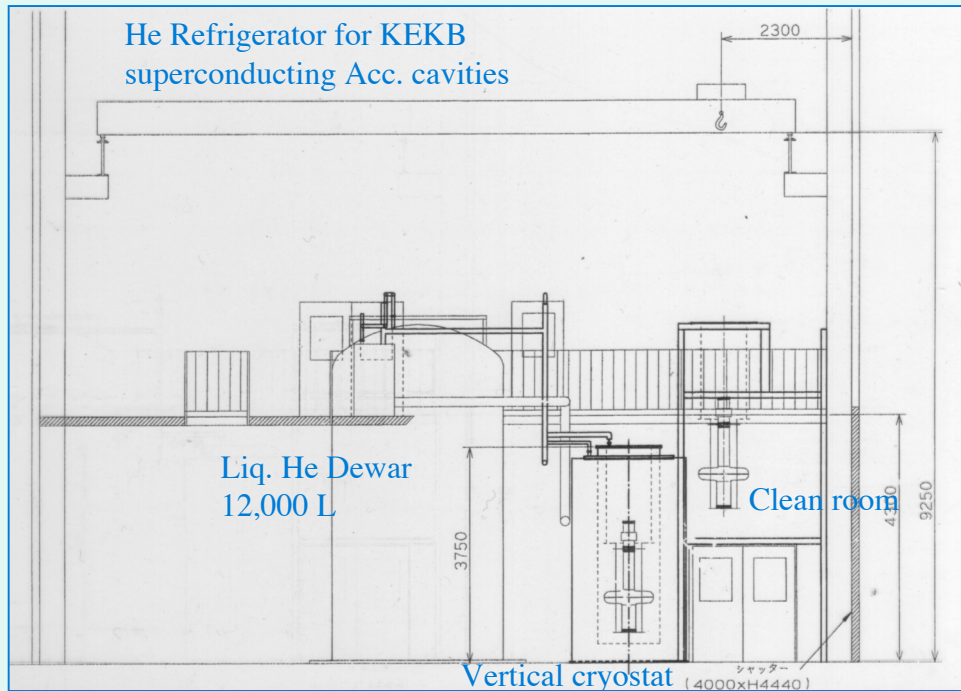 He Refrigerator for KEKB
superconducting Acc. cavities
2300
Liq. He Dewar
12,000 L
3750
Clean room
9250
Vertical cryostat
シャッター
(4000xH4440)